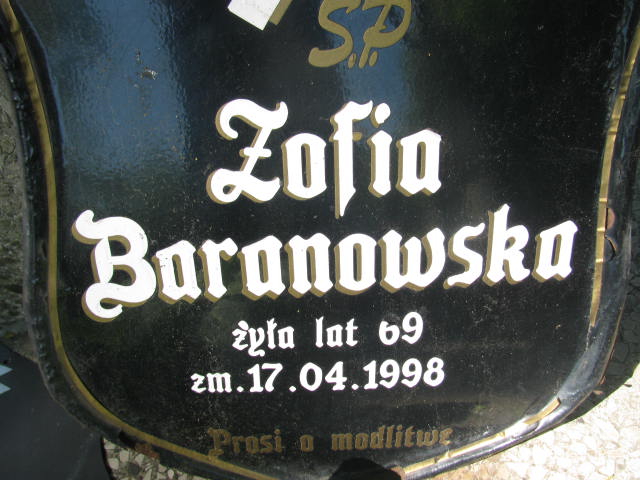 Ś.P.
Zofia
Baranowska
żyła lat 69
zm. 17.04.1998
Prosi o modlitwę